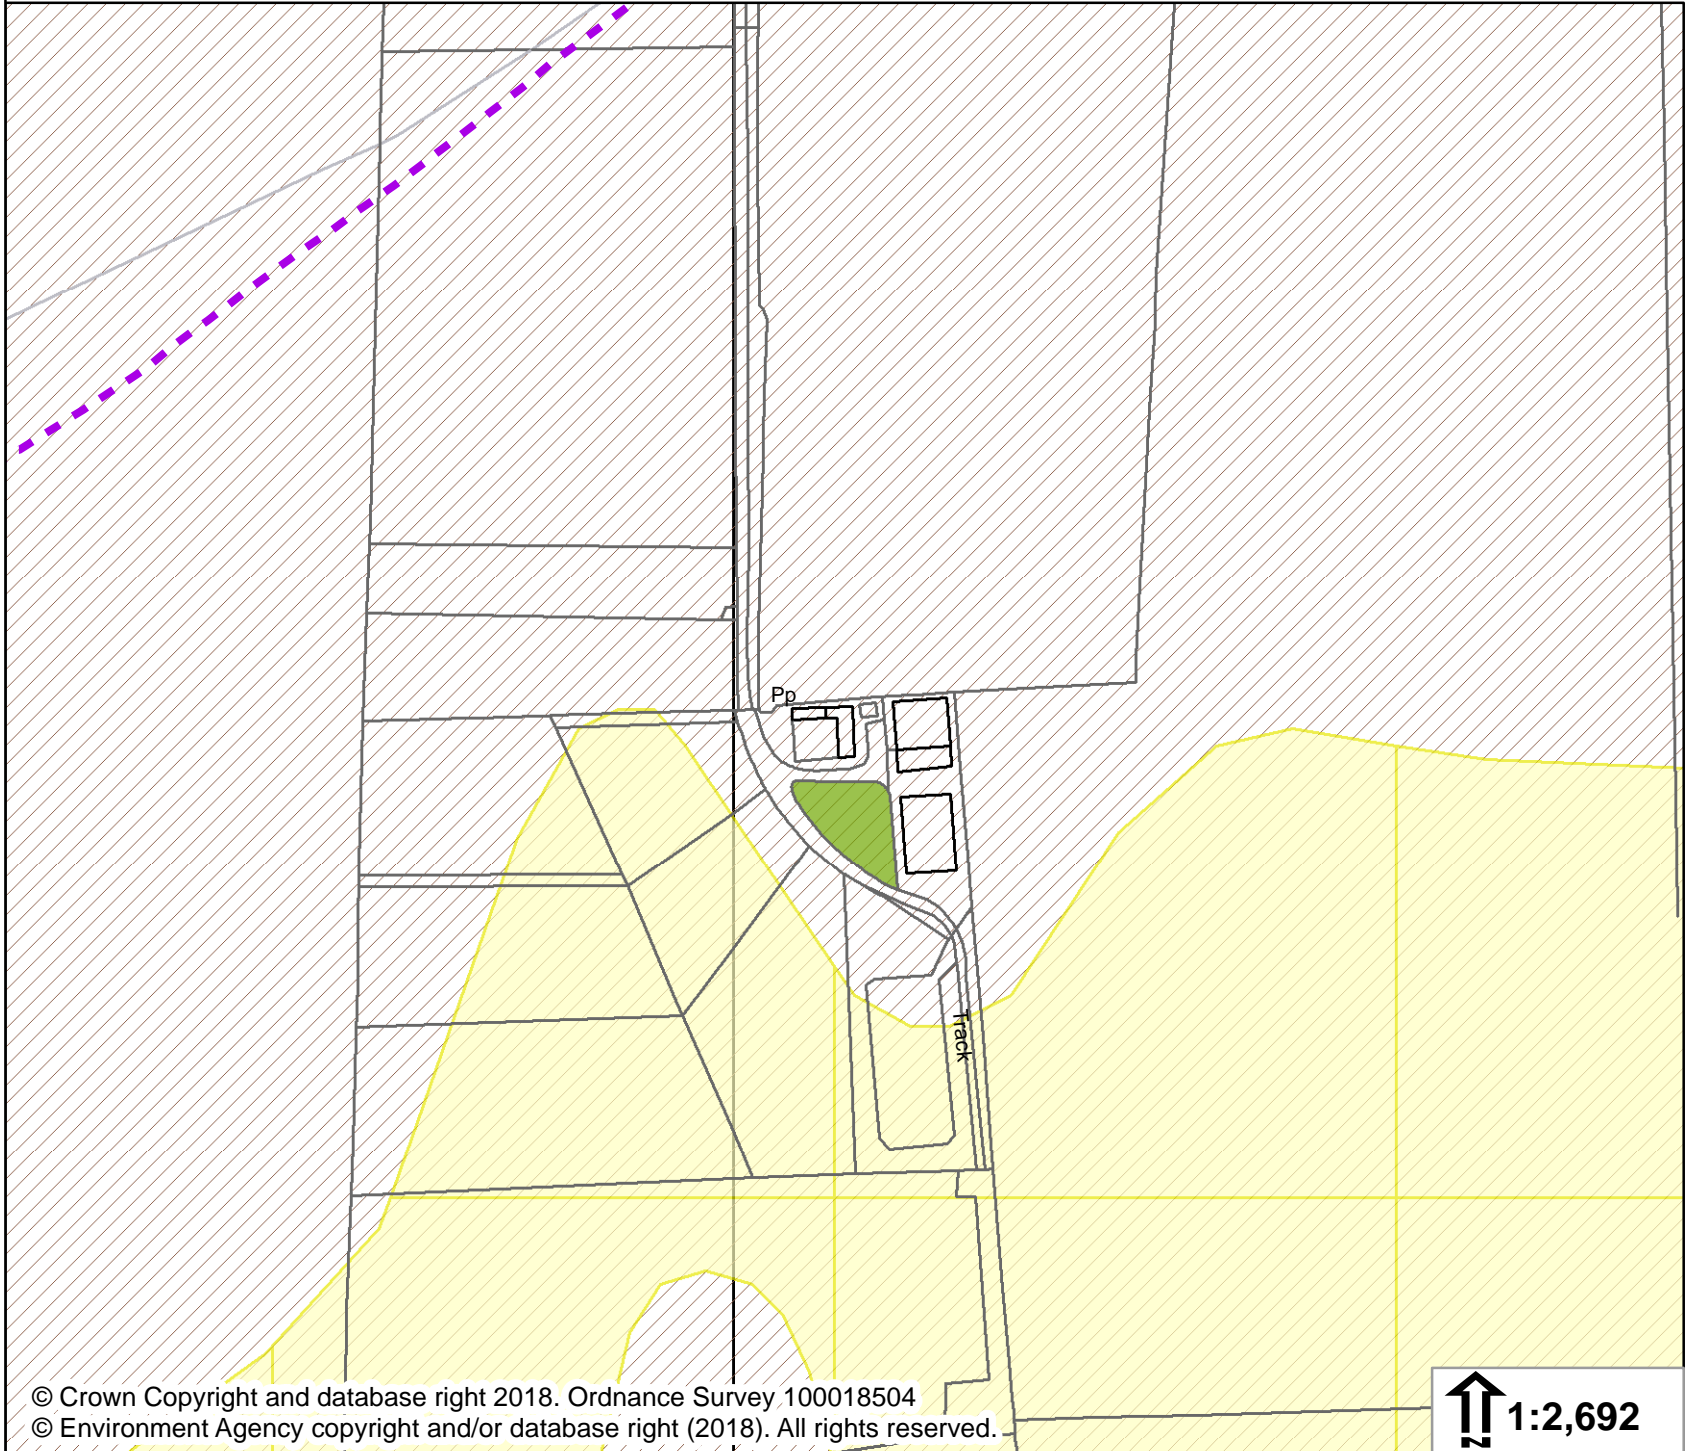 Pp
Track
© Crown Copyright and database right 2018. Ordnance Survey 100018504
© Environment Agency copyright and/or database right (2018). All rights reserved.
N
1:2,692